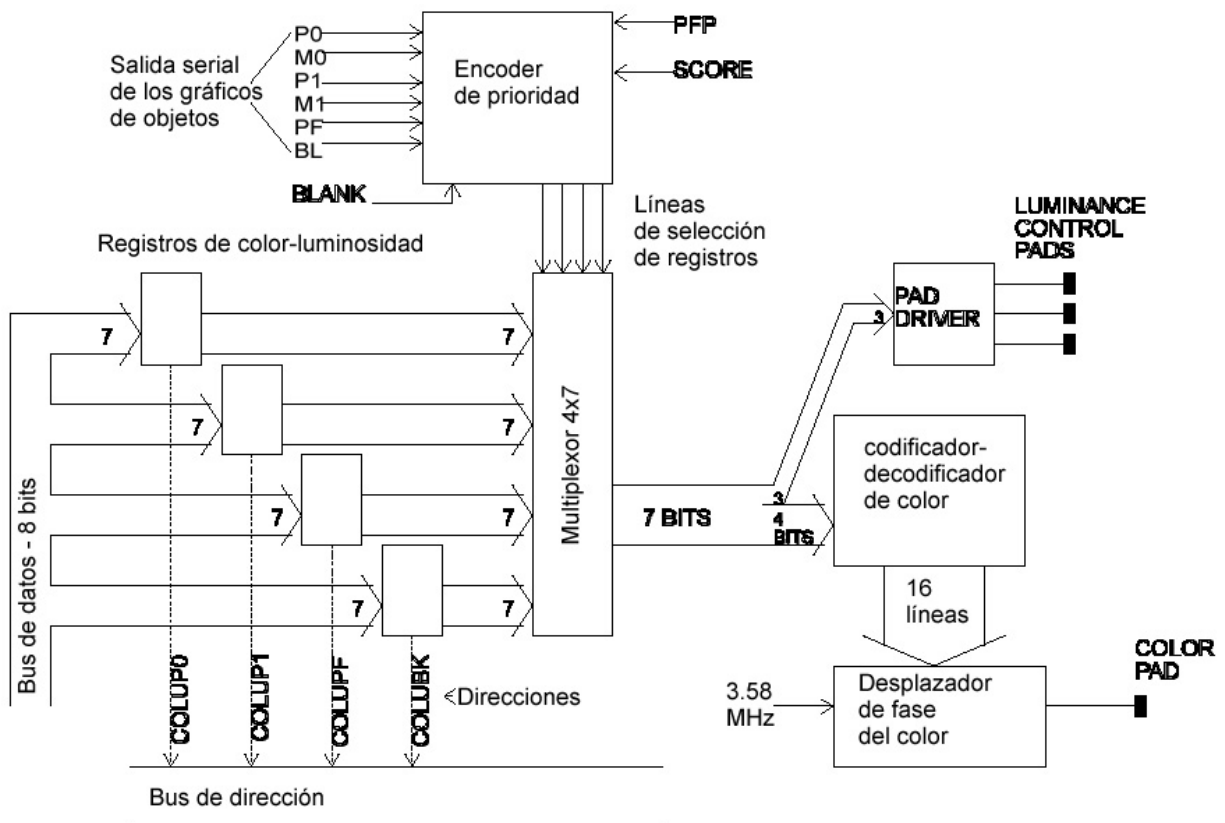 Salida serial
de los gráficos
de objetos
P0
M0
P1
M1
PF
BL
BLANK
Encoder
de prioridad
PFP
SCORE
Líneas
de selección
de registros
Registros de color-luminosidad
LUMINANCE
CONTROL
PADS
PAD
DRIVER
3
7
7
7
7
7
7
7
7
Multiplexor 4x7
7 BITS
3
4
BITS
codificador-
decodificador
de color
16
líneas
Bus de datos - 8 bits
COLUP0
COLUP1
COLUPF
COLUBK
Direcciones
3.58
MHz
Desplazador
de fase
del color
COLOR
PAD
Bus de dirección